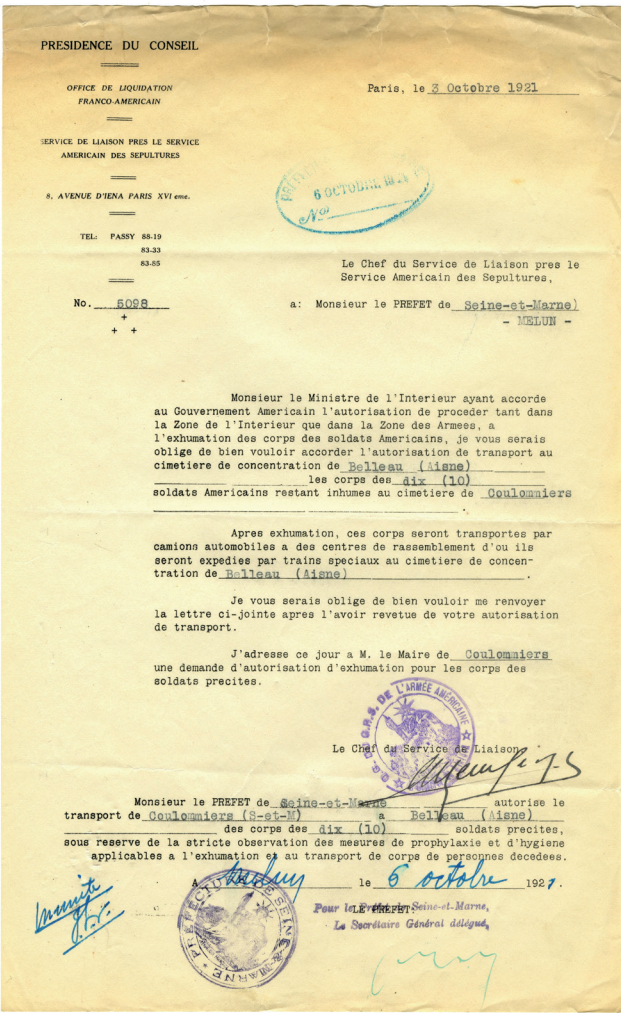 PRESIDENCE DU CONSEIL
OFFICE DE LIQUIDATION
FRANCO-AMERICAIN
SERVICE DE LIAISON PRES LE SERVICE
AMERICAIN DES SEPULTURES
8, AVENUE D'IENA PARIS XVI eme.
TEL: PASSY 88-19
83-33
83-85
No. 5098
+
+ +
Paris, le 3 Octobre 1921
6 OCTOBRE
No
Le Chef du Service de Liaison pres le
Service Americain des Sepultures,
a: Monsieur le PREFET de Seine-et-Marne)
- MELUN -
Monsieur le Ministre de l'Interieur ayant accorde
au Gouvernement Americain l'autorisation de proceder tant dans
la Zone de l'Interieur que dans la Zone des Armees, a
l'exhumation des corps des soldats Americains, je vous serais
oblige de bien vouloir accorder l'autorisation de transport au
cimetiere de concentration de Belleau (Aisne)
les corps des dix (10)
soldats Americains restant inhumes au cimetiere de Coulommiers
.
Apres exhumation, ces corps seront transportes par
camions automobiles a des centres de rassemblement d'ou ils
seront expedies par trains speciaux au cimetiere de concen-
tration de Belleau (Aisne) .
Je vous serais oblige de bien vouloir me renvoyer
la lettre ci-jointe apres l'avoir revetue de votre autorisation
de transport.
J'adresse ce jour a M. le Maire de Coulommiers
une demande d'autorisation d'exhumation pour les corps des
soldats precites.
Q.G. DU G.R.S. DE L'ARMÉE AMÉRICAINE
Le Chef du Service de Liaison
Monsieur le PREFET de Seine-et-Marne autorise le
transport de Coulommiers (S-et-M) a Belleau (Aisne)
des corps des dix (10) soldats precites,
sous reserve de la stricte observation des mesures de prophylaxie et d'hygiene
applicables a l'exhumation et au transport de corps de personnes decedees.
A Melun le 6 octobre 1921.
LE PREFET:
Pour le Préfet de Seine-et-Marne,
Le Secrétaire Général délégué,
PRÉFECTURE DE SEINE & MARNE